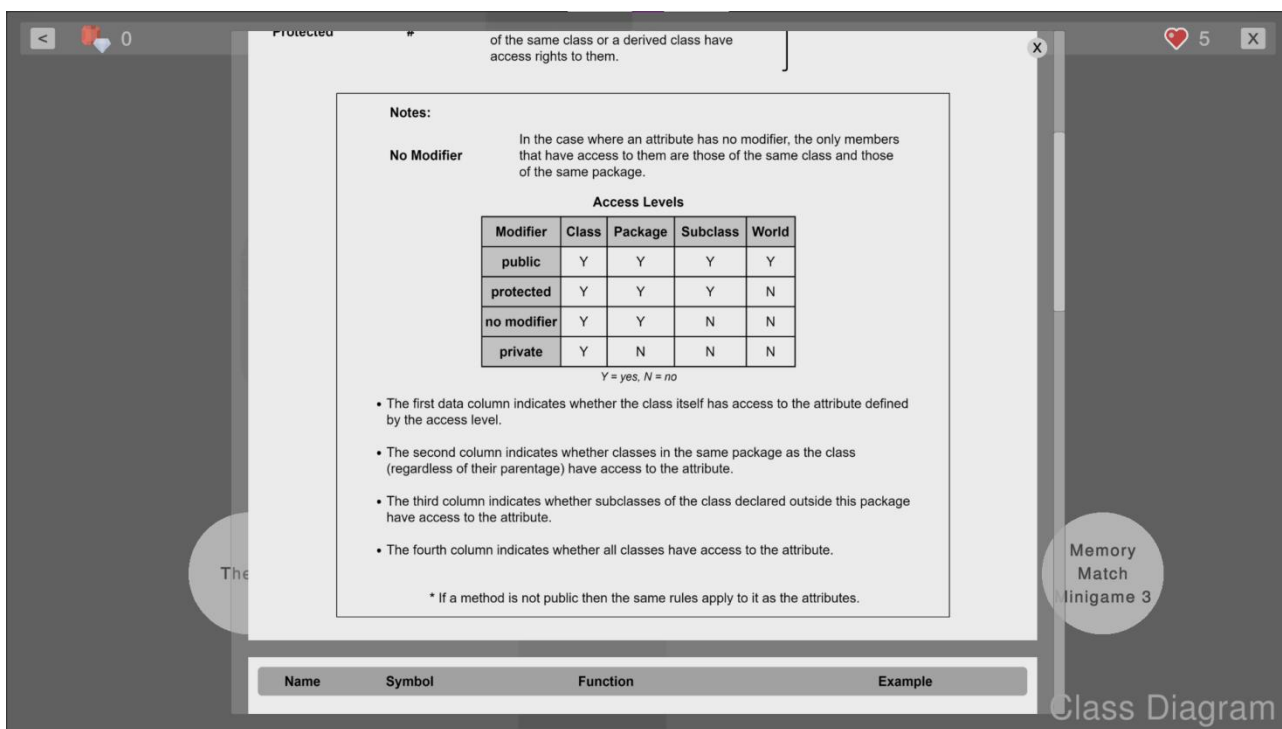 < 0 5 X
Protected #
of the same class or a derived class have
access rights to them.
X
Notes:
No Modifier
In the case where an attribute has no modifier, the only members
that have access to them are those of the same class and those
of the same package.
Access Levels
Modifier Class Package Subclass World
public Y Y Y Y
protected Y Y Y N
no modifier Y Y N N
private Y N N N
Y = yes, N = no
• The first data column indicates whether the class itself has access to the attribute defined
by the access level.
• The second column indicates whether classes in the same package as the class
(regardless of their parentage) have access to the attribute.
• The third column indicates whether subclasses of the class declared outside this package
have access to the attribute.
• The fourth column indicates whether all classes have access to the attribute.
* If a method is not public then the same rules apply to it as the attributes.
The
Memory
Match
Minigame 3
Name Symbol Function Example
Class Diagram